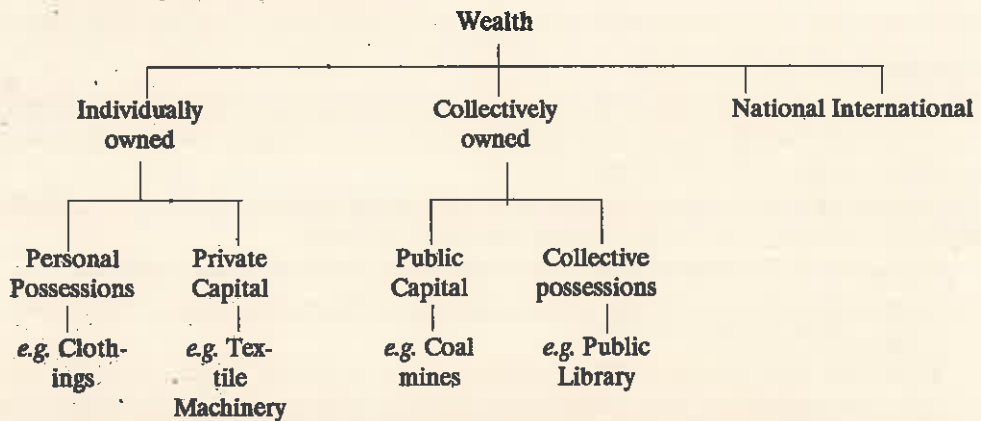 Wealth
Individually owned
Collectively owned
National International
Personal Possessions
Private Capital
Public Capital
Collective possessions
e.g. Cloth-
ings
e.g. Tex-
tile
Machinery
e.g. Coal
mines
e.g. Public
Library